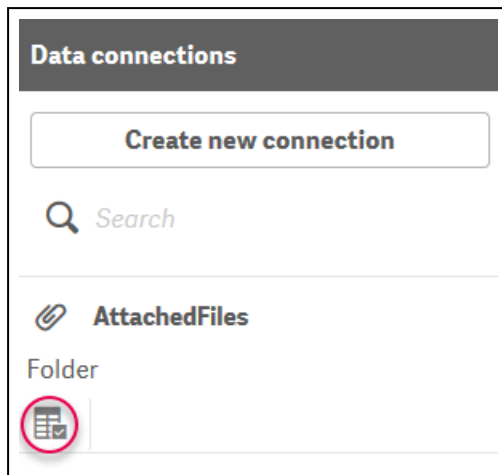 Data connections
Create new connection
Search
AttachedFiles
Folder